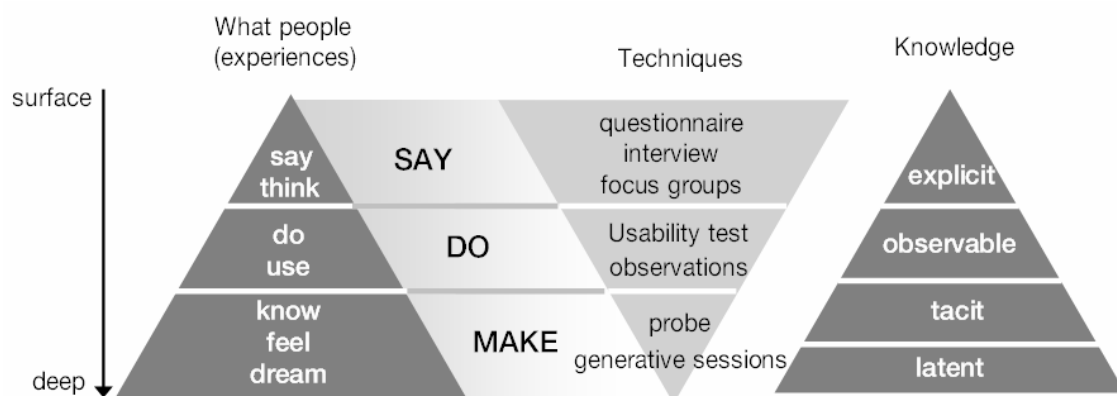 What people
(experiences)
Techniques
Knowledge
surface
say
think
SAY
questionnaire
interview
focus groups
explicit
do
use
DO
Usability test
observations
observable
know
feel
dream
MAKE
probe
generative sessions
tacit
latent
deep